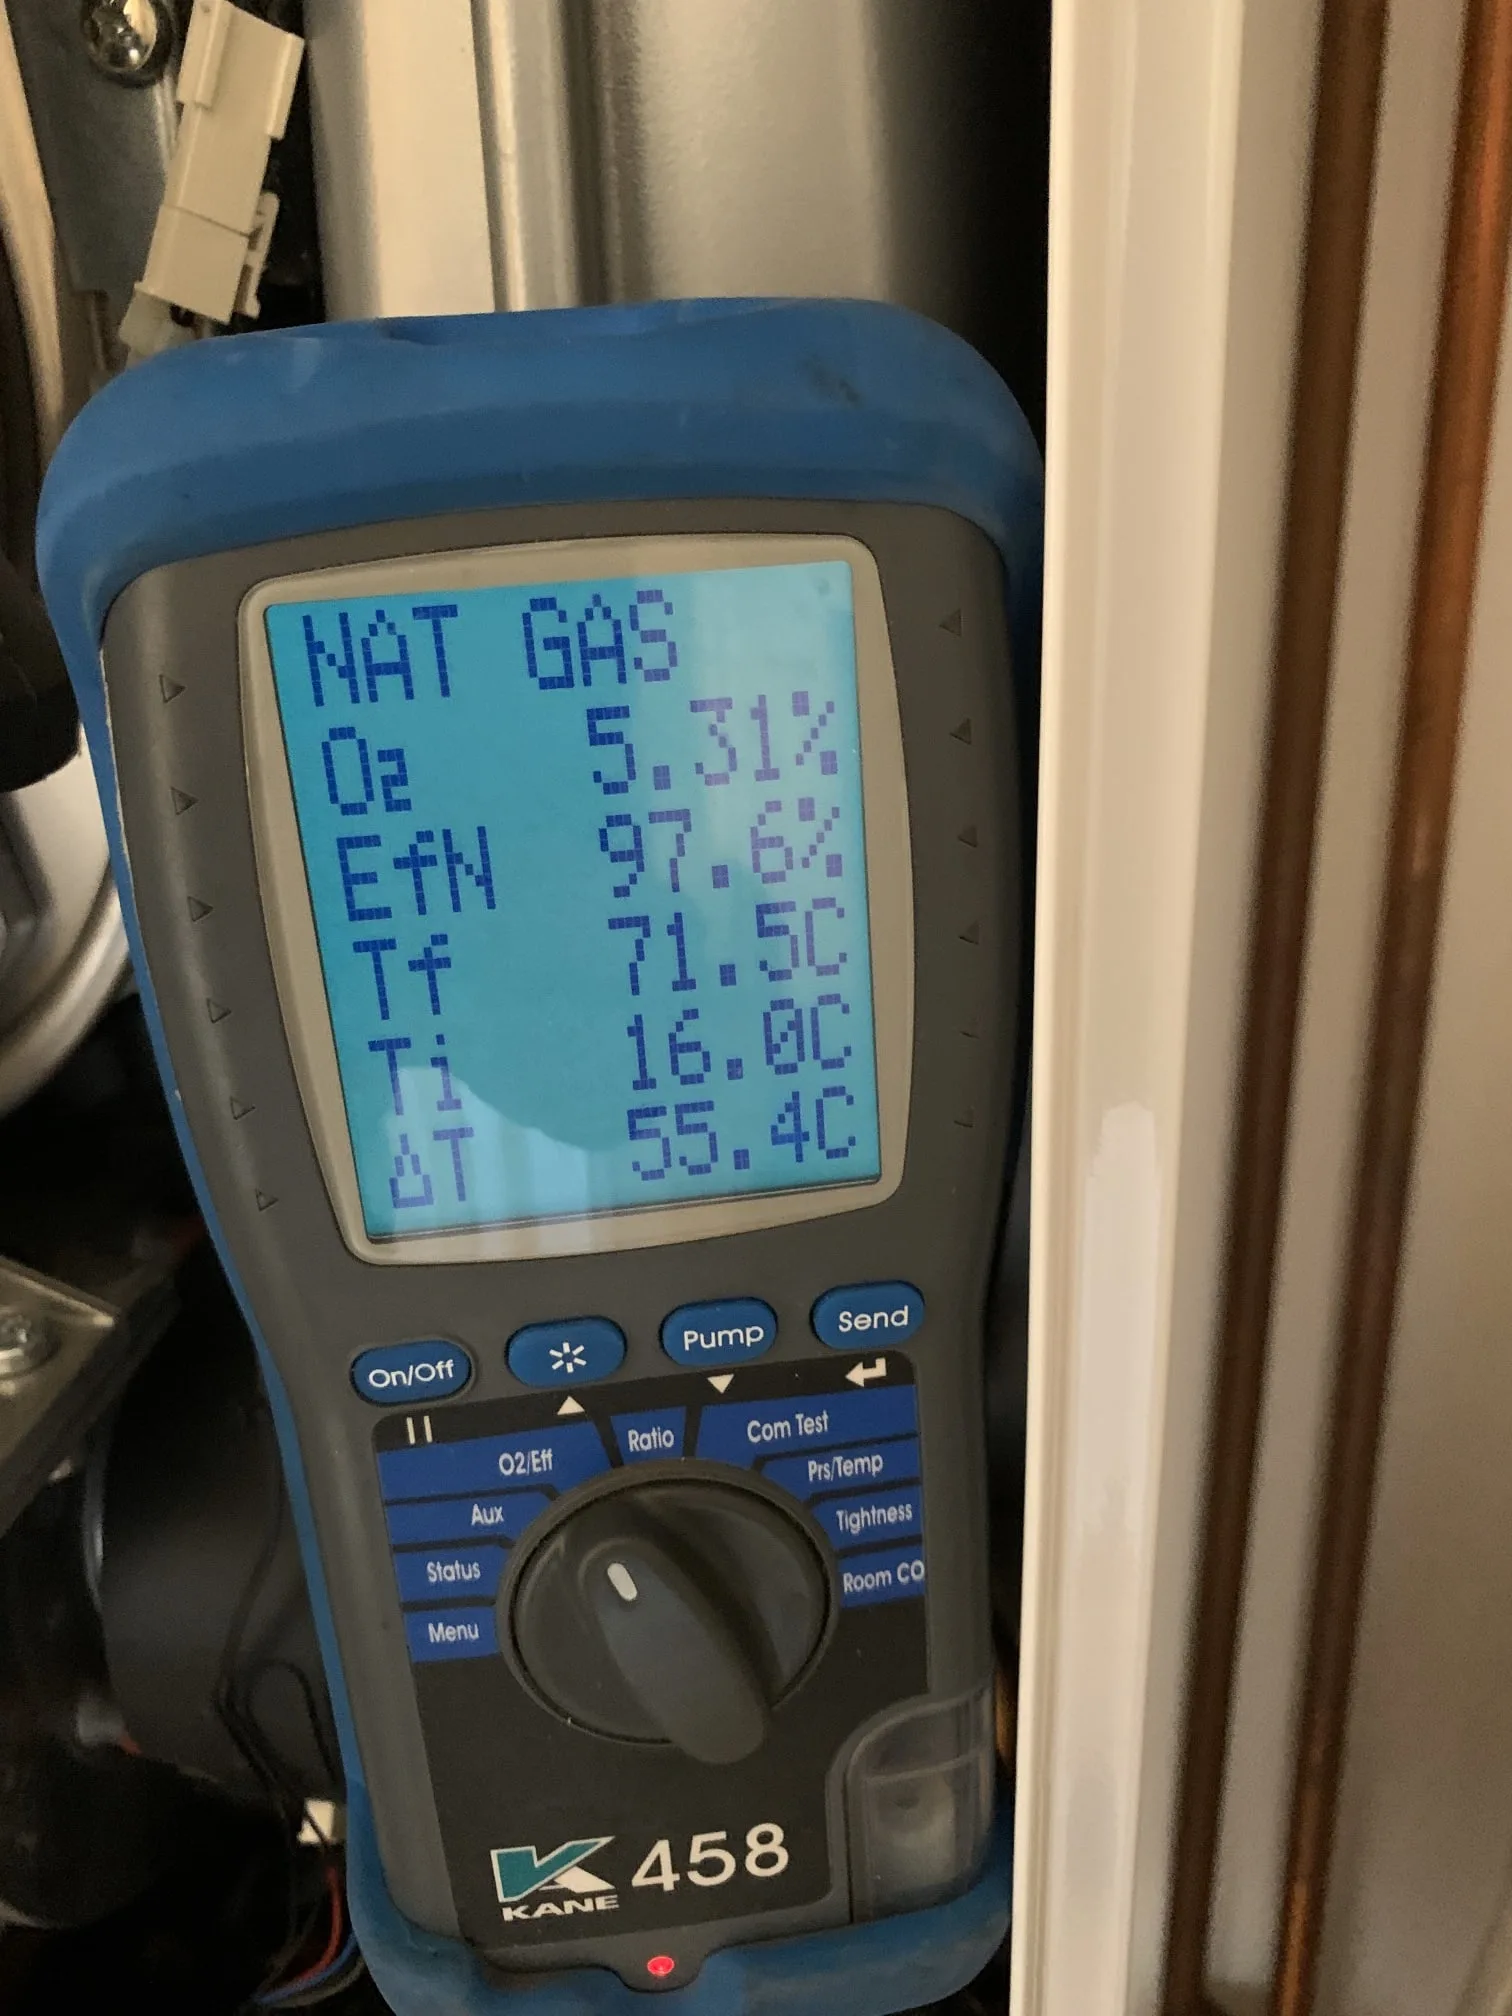 NAT GAS
O₂ 5.31%
EfN 97.6%
Tf 71.5C
Ti 16.0C
ΔT 55.4C
On/Off
Pump
Send
O2/Eff
Ratio
Com Test
Aux
Prs/Temp
Status
Tightness
Menu
Room CO
K 458
KANE